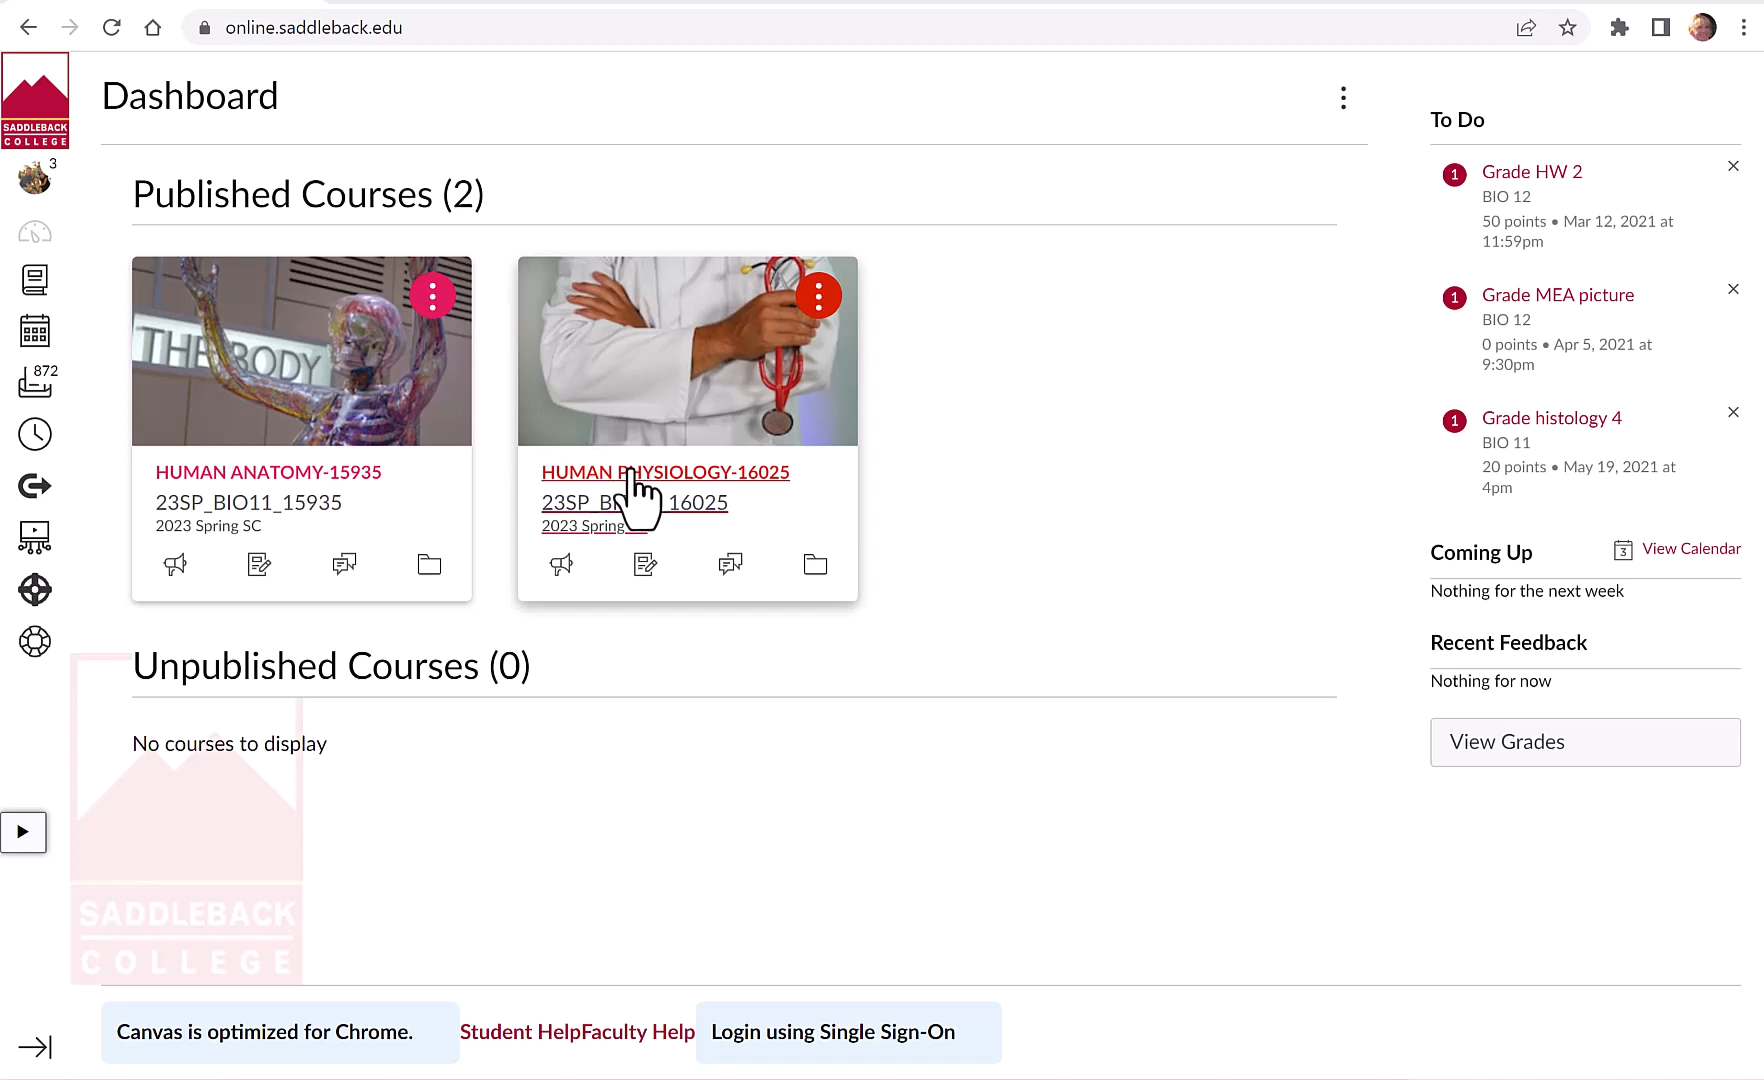 online.saddleback.edu
SADDLEBACK
COLLEGE
Dashboard
3
872
Published Courses (2)
THE BODY
HUMAN ANATOMY-15935
23SP_BIO11_15935
2023 Spring SC
HUMAN PHYSIOLOGY-16025
23SP_B 16025
2023 Spring
Unpublished Courses (0)
No courses to display
SADDLEBACK
COLLEGE
To Do
1 Grade HW 2
BIO 12
50 points • Mar 12, 2021 at
11:59pm
1 Grade MEA picture
BIO 12
0 points • Apr 5, 2021 at
9:30pm
1 Grade histology 4
BIO 11
20 points • May 19, 2021 at
4pm
Coming Up
3 View Calendar
Nothing for the next week
Recent Feedback
Nothing for now
View Grades
Canvas is optimized for Chrome.
Student HelpFaculty Help
Login using Single Sign-On